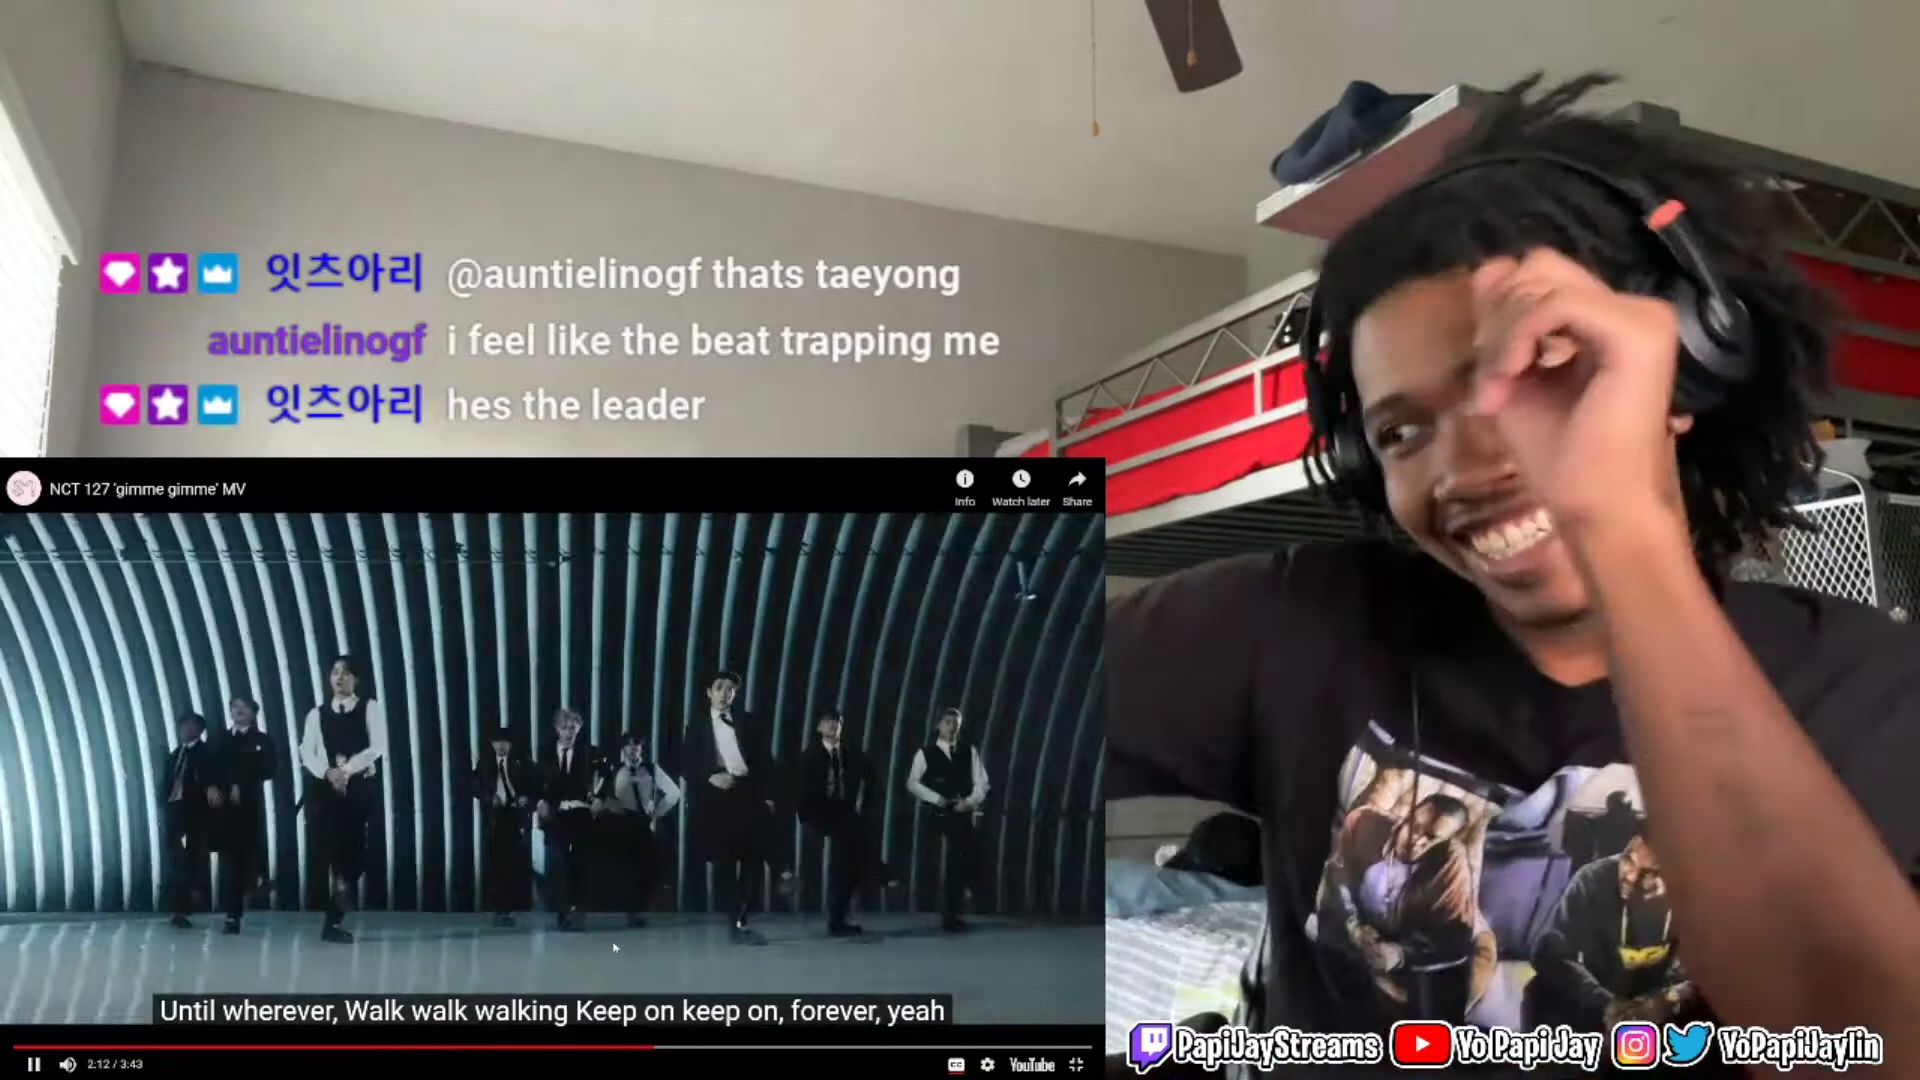 잇츠아리 @auntielinogf thats taeyong
auntielinogf i feel like the beat trapping me
잇츠아리 hes the leader
NCT 127 'gimme gimme' MV
Info
Watch later
Share
Until wherever, Walk walk walking Keep on keep on, forever, yeah
2:12 / 3:43
CC
YouTube
PapiJayStreams YoPapiJay YoPapiJaylin